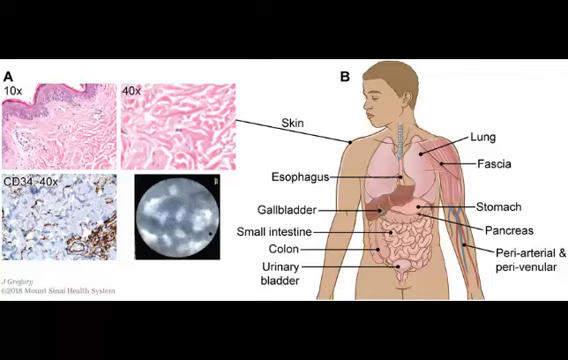 A
10x
40x
CD34 40x
J Gregory
©2018 Mount Sinai Health System
B
Skin
Esophagus
Gallbladder
Small intestine
Colon
Urinary
bladder
Lung
Fascia
Stomach
Pancreas
Peri-arterial &
peri-venular